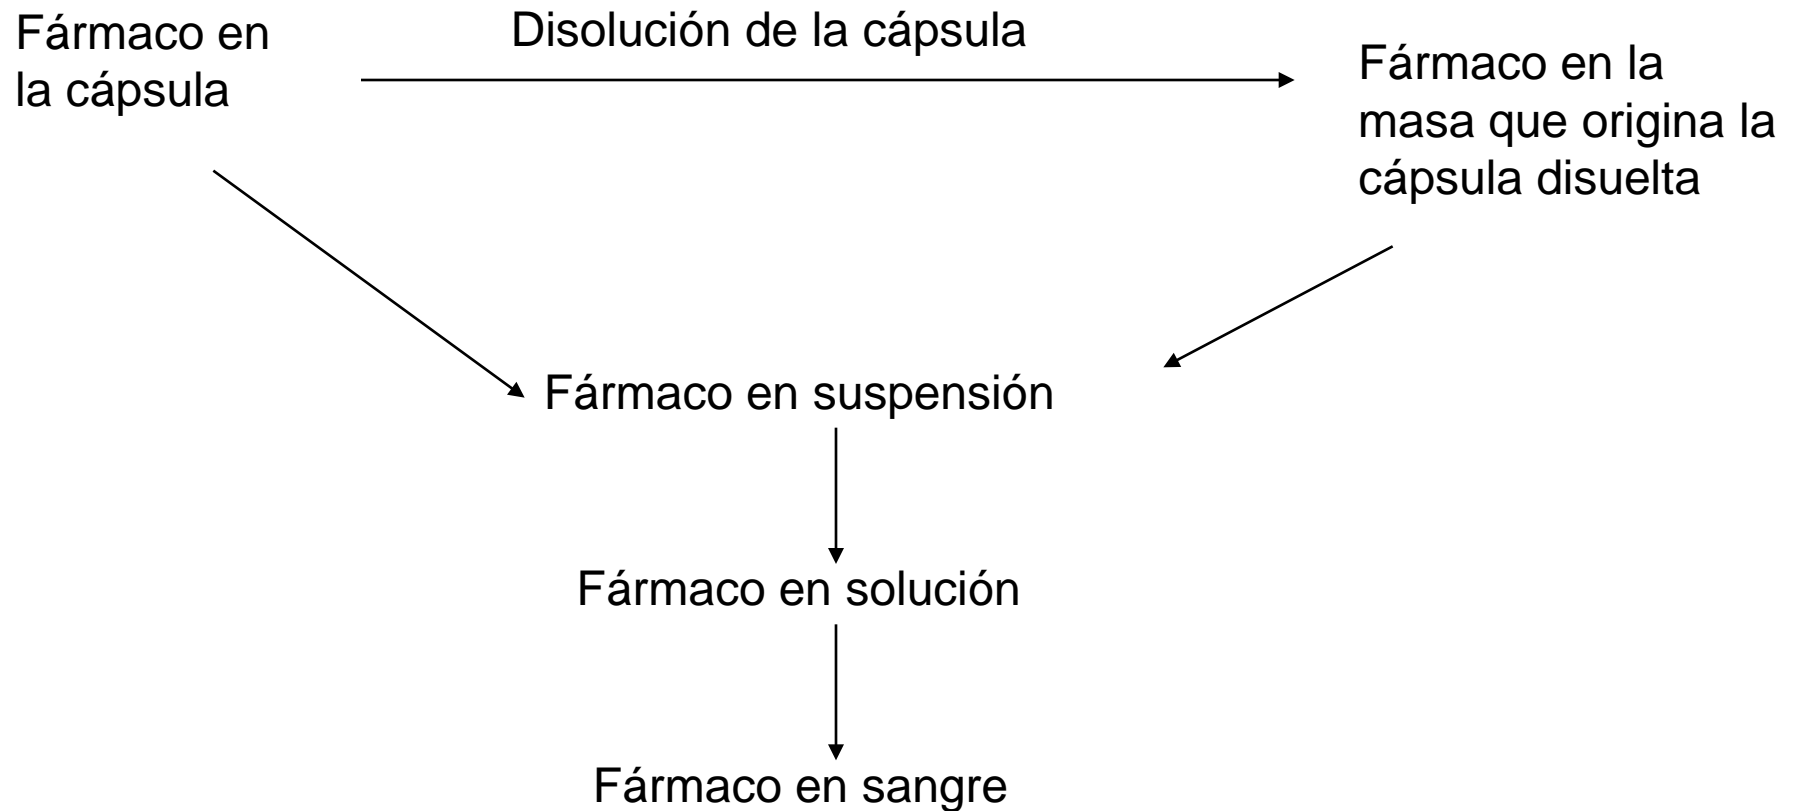 Fármaco en
la cápsula
Disolución de la cápsula
Fármaco en la
masa que origina la
cápsula disuelta
Fármaco en suspensión
Fármaco en solución
Fármaco en sangre